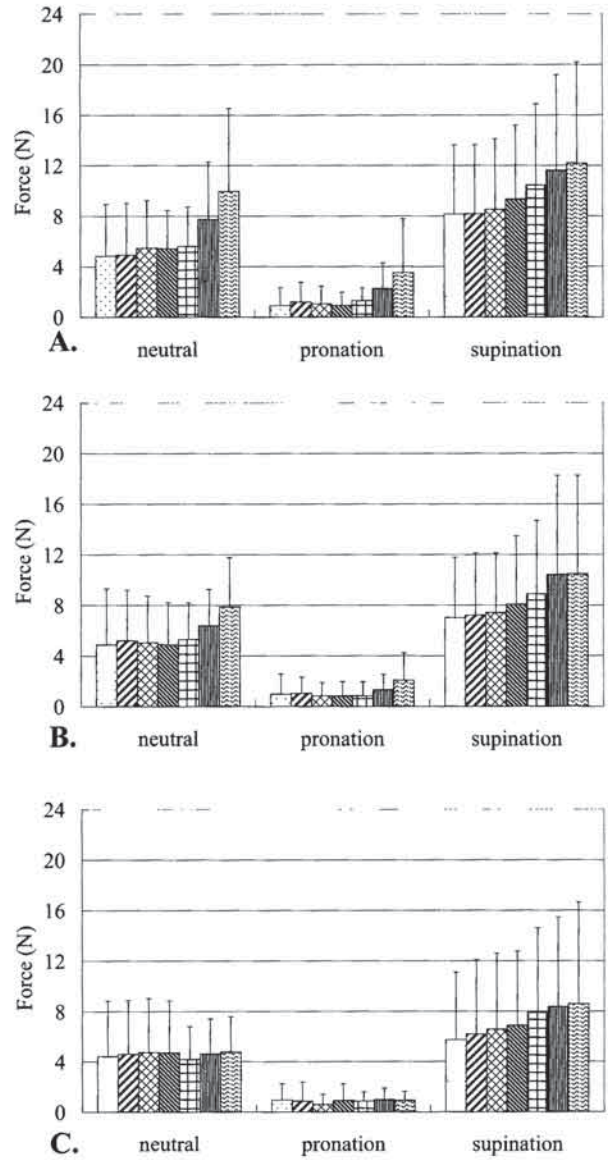 24
20
16
12
8
4
0
Force (N)
A.
neutral pronation supination
24
20
16
12
8
4
0
Force (N)
B.
neutral pronation supination
24
20
16
12
8
4
0
Force (N)
C.
neutral pronation supination